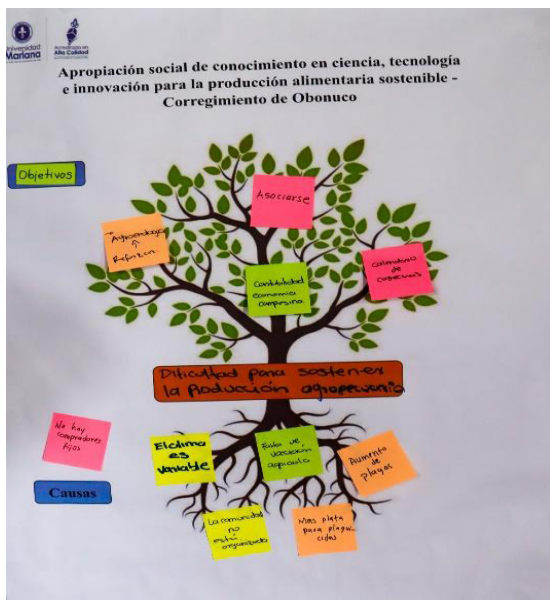 Universidad
Mariana
Acreditada en
Alta Calidad
Apropiación social de conocimiento en ciencia, tecnología
e innovación para la producción alimentaria sostenible -
Corregimiento de Obonuco
Objetivos
Asociarse
Agroecología
Reforzar.
Contabilidad
economía
campesina
Calendario
de
cosechas
Dificultad para sostener
la Producción agropecuaria
No hay
compradores
fijos
El clima
es
Variable
Falta de
vocación
agrícola
Aumento
de
plagas
Causas
La comunidad
no
está
organizada
Mas plata
para plagui-
cidas